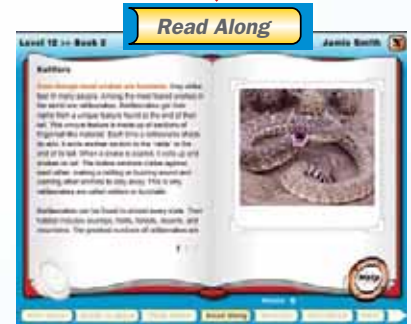 Read Along
Level 12 >> Book 2
Jamie Smith
Rattlers
Even though most snakes are harmless, they strike
fear in many people. Among the most feared snakes in
the world are rattlesnakes. Rattlesnakes get their
name from a unique feature found at the end of their
tail. This unique feature is made up of sections of
fingernail-like material. Each time a rattlesnake sheds
its skin, it adds another section to the "rattle" at the
end of its tail. When a snake is scared, it coils up and
shakes its tail. The hollow sections rattle against
each other, making a rattling or buzzing sound and
warning other animals to stay away. This is why
rattlesnakes are called rattlers or buzztails.
Rattlesnakes can be found in almost every state. Their
habitat includes swamps, fields, forests, deserts, and
mountains. The greatest numbers of rattlesnakes are
Help
Read Along